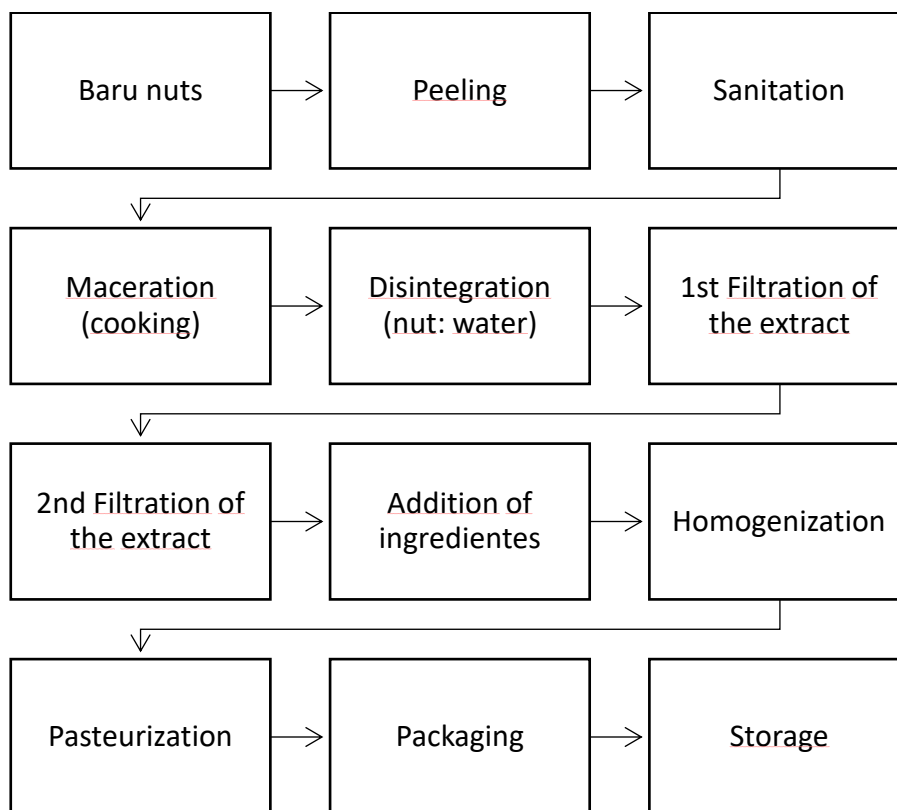 Baru nuts
Peeling
Sanitation
Maceration
(cooking)
Disintegration
(nut: water)
1st Filtration of
the extract
2nd Filtration of
the extract
Addition of
ingredientes
Homogenization
Pasteurization
Packaging
Storage